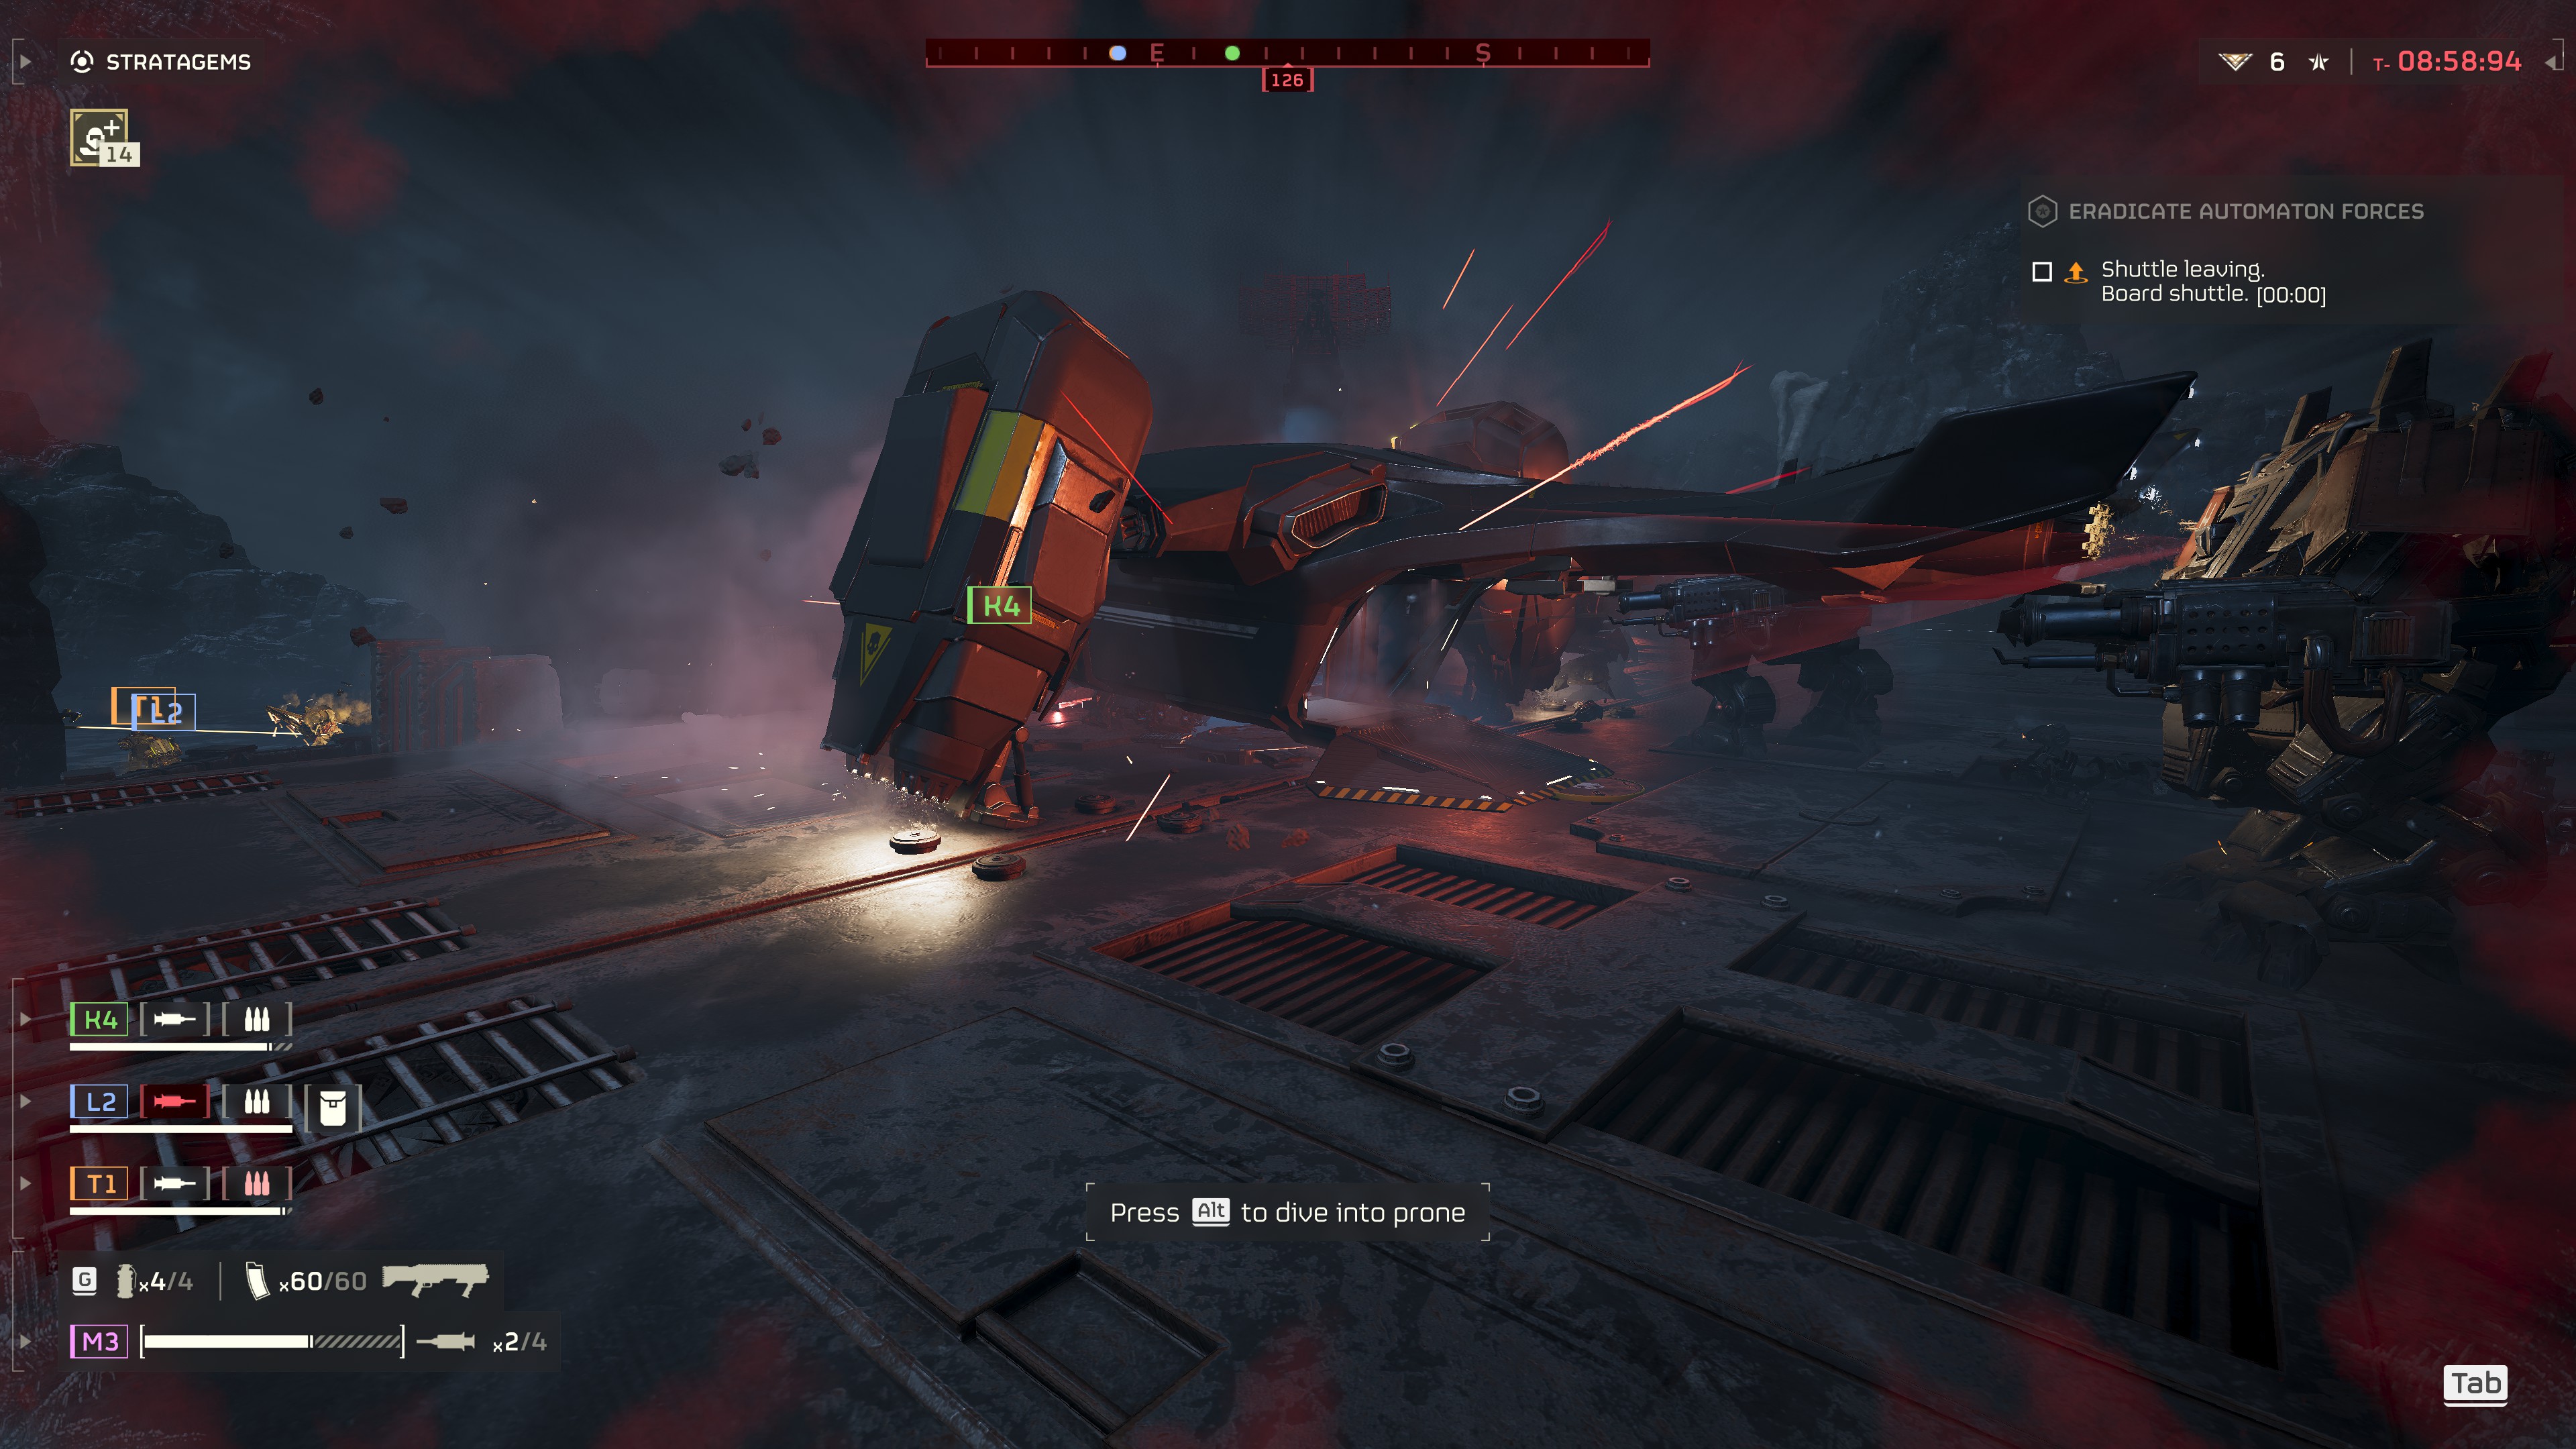 STRATAGEMS
14
E
S
126
6
T- 08:58:94
ERADICATE AUTOMATON FORCES
Shuttle leaving.
Board shuttle. [00:00]
K4
T1
L2
K4
L2
T1
Press Alt to dive into prone
G x4/4 x60/60
M3 x2/4
Tab